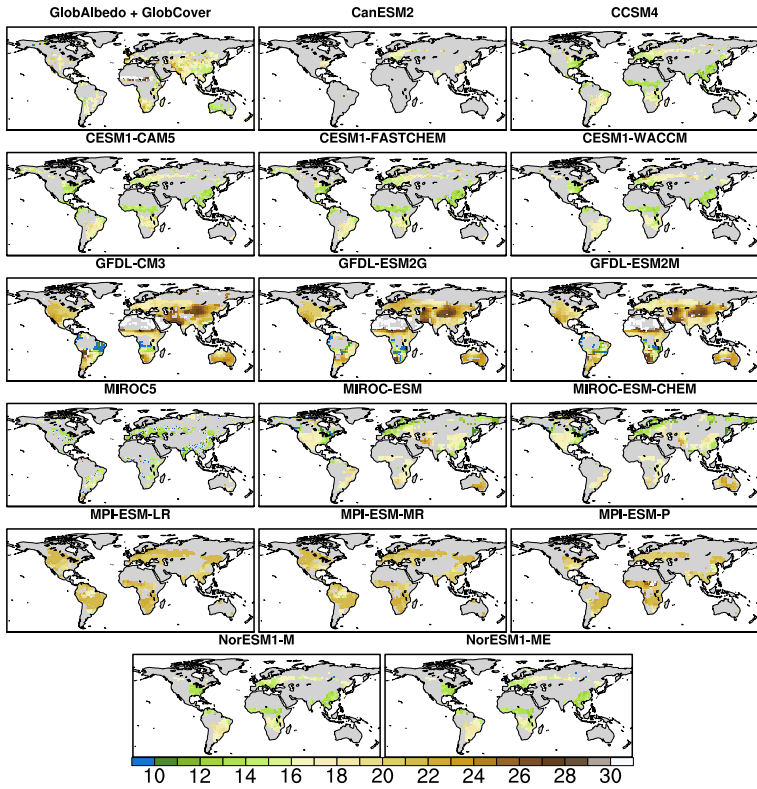 GlobAlbedo + GlobCover CanESM2 CCSM4
CESM1-CAM5 CESM1-FASTCHEM CESM1-WACCM
GFDL-CM3 GFDL-ESM2G GFDL-ESM2M
MIROC5 MIROC-ESM MIROC-ESM-CHEM
MPI-ESM-LR MPI-ESM-MR MPI-ESM-P
NorESM1-M NorESM1-ME
10 12 14 16 18 20 22 24 26 28 30